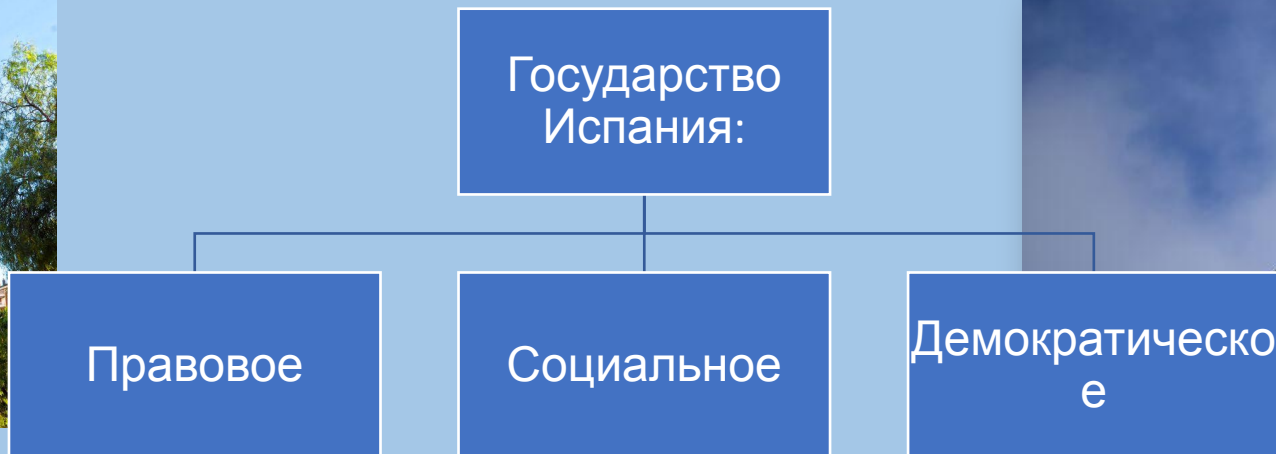 Государство
Испания:
Правовое
Социальное
Демократическо
е